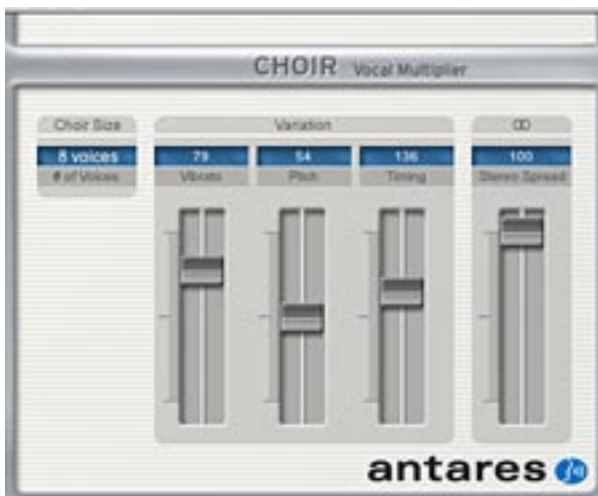 CHOIR Vocal Multiplier
Choir Size
Variation
8 voices
79
54
136
100
# of Voices
Vibrato
Pitch
Timing
Stereo Spread
antares